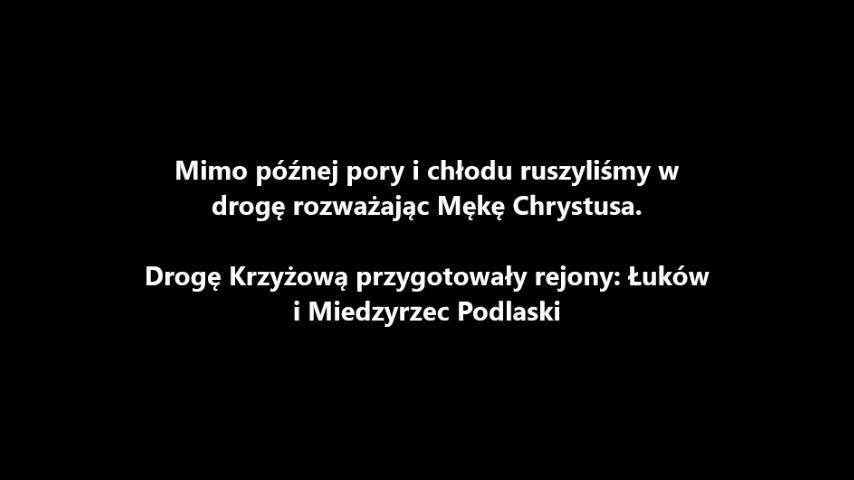 Mimo późnej pory i chłodu ruszyliśmy w
drogę rozważając Mękę Chrystusa.
Drogę Krzyżową przygotowały rejony: Łuków
i Miedzyrzec Podlaski